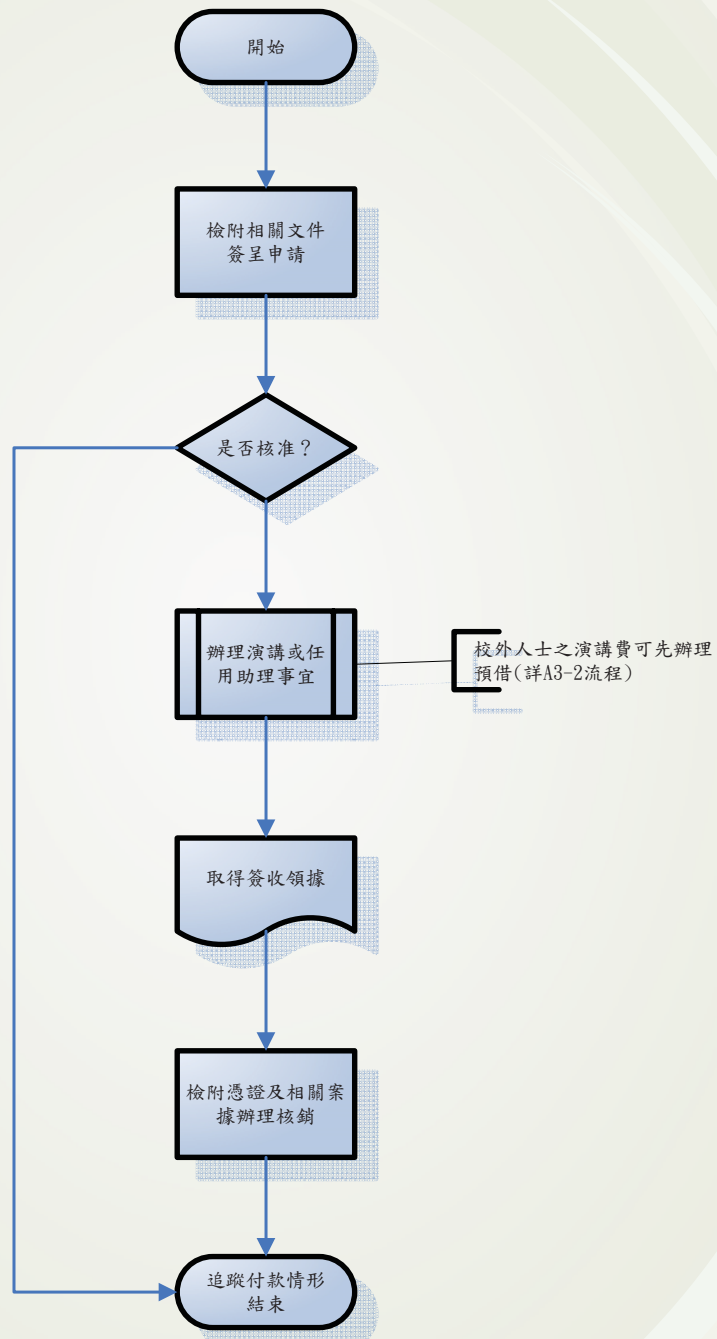 開始
檢附相關文件
簽呈申請
是否核准？
辦理演講或任
用助理事宜
校外人士之演講費可先辦理
預借(詳A3-2流程)
取得簽收領據
檢附憑證及相關案
據辦理核銷
追蹤付款情形
結束